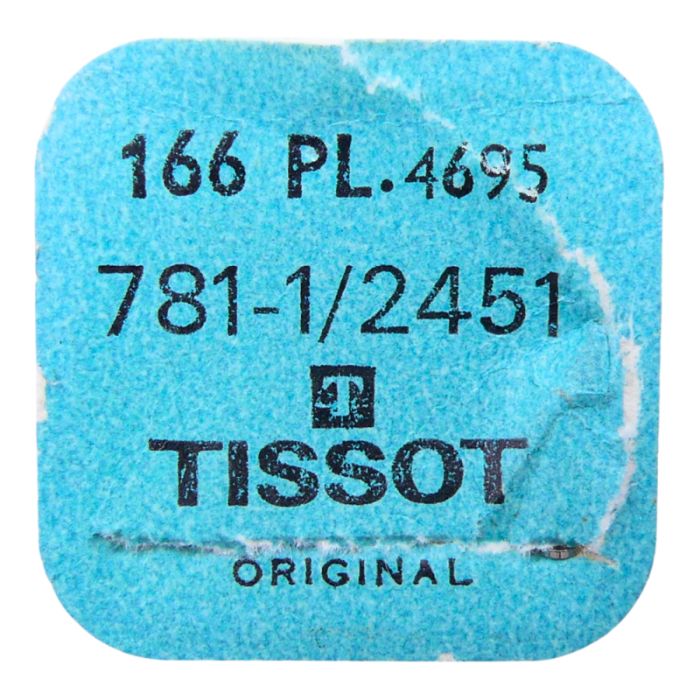 166 PL.4695
781-1/2451
T
TISSOT
ORIGINAL